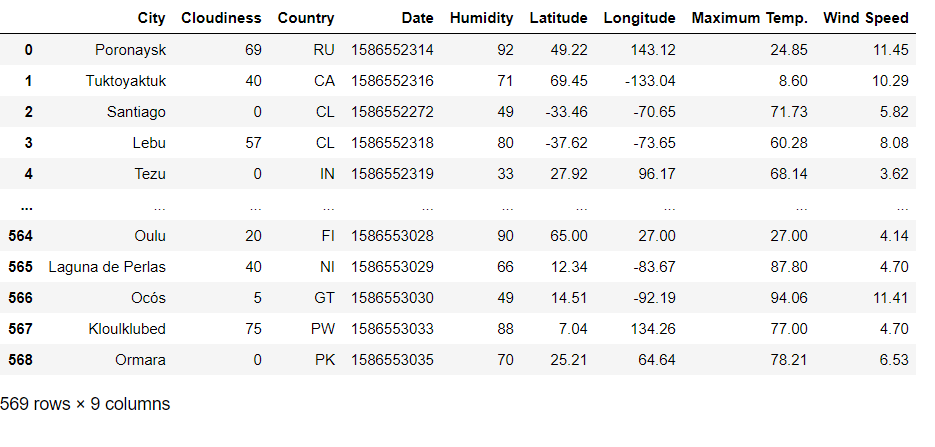 City Cloudiness Country Date Humidity Latitude Longitude Maximum Temp. Wind Speed
0 Poronaysk 69 RU 1586552314 92 49.22 143.12 24.85 11.45
1 Tuktoyaktuk 40 CA 1586552316 71 69.45 -133.04 8.60 10.29
2 Santiago 0 CL 1586552272 49 -33.46 -70.65 71.73 5.82
3 Lebu 57 CL 1586552318 80 -37.62 -73.65 60.28 8.08
4 Tezu 0 IN 1586552319 33 27.92 96.17 68.14 3.62
... ... ... ... ... ... ... ... ... ...
564 Oulu 20 FI 1586553028 90 65.00 27.00 27.00 4.14
565 Laguna de Perlas 40 NI 1586553029 66 12.34 -83.67 87.80 4.70
566 Ocós 5 GT 1586553030 49 14.51 -92.19 94.06 11.41
567 Kloulklubed 75 PW 1586553033 88 7.04 134.26 77.00 4.70
568 Ormara 0 PK 1586553035 70 25.21 64.64 78.21 6.53
569 rows × 9 columns